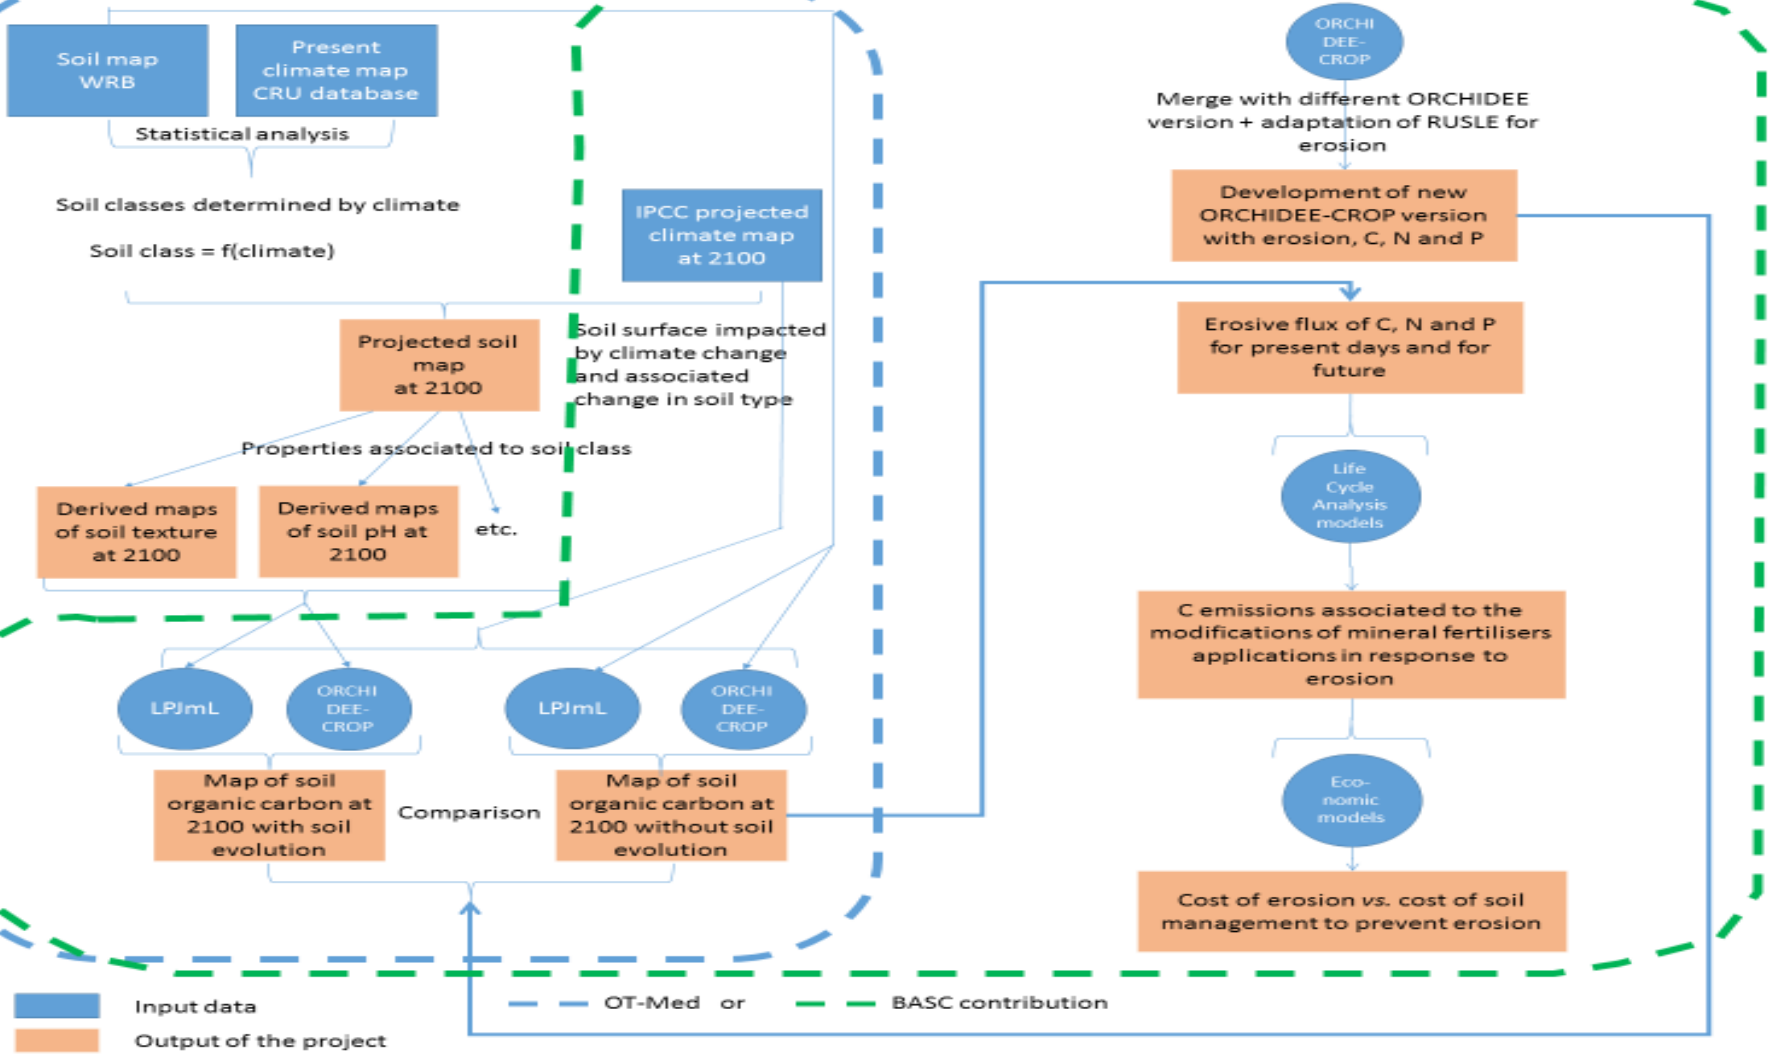 Soil map
WRB
Present
climate map
CRU database
Statistical analysis
Soil classes determined by climate
Soil class = f(climate)
IPCC projected
climate map
at 2100
Projected soil
map
at 2100
Soil surface impacted
by climate change
and associated
change in soil type
Properties associated to soil class
Derived maps
of soil texture
at 2100
Derived maps
of soil pH at
2100
etc.
LPJmL
ORCHI
DEE-
CROP
LPJmL
ORCHI
DEE-
CROP
Map of soil
organic carbon at
2100 with soil
evolution
Comparison
Map of soil
organic carbon at
2100 without soil
evolution
ORCHI
DEE-
CROP
Merge with different ORCHIDEE
version + adaptation of RUSLE for
erosion
Development of new
ORCHIDEE-CROP version
with erosion, C, N and P
Erosive flux of C, N and P
for present days and for
future
Life
Cycle
Analysis
models
C emissions associated to the
modifications of mineral fertilisers
applications in response to
erosion
Eco-
nomic
models
Cost of erosion vs. cost of soil
management to prevent erosion
Input data
Output of the project
OT-Med or
BASC contribution